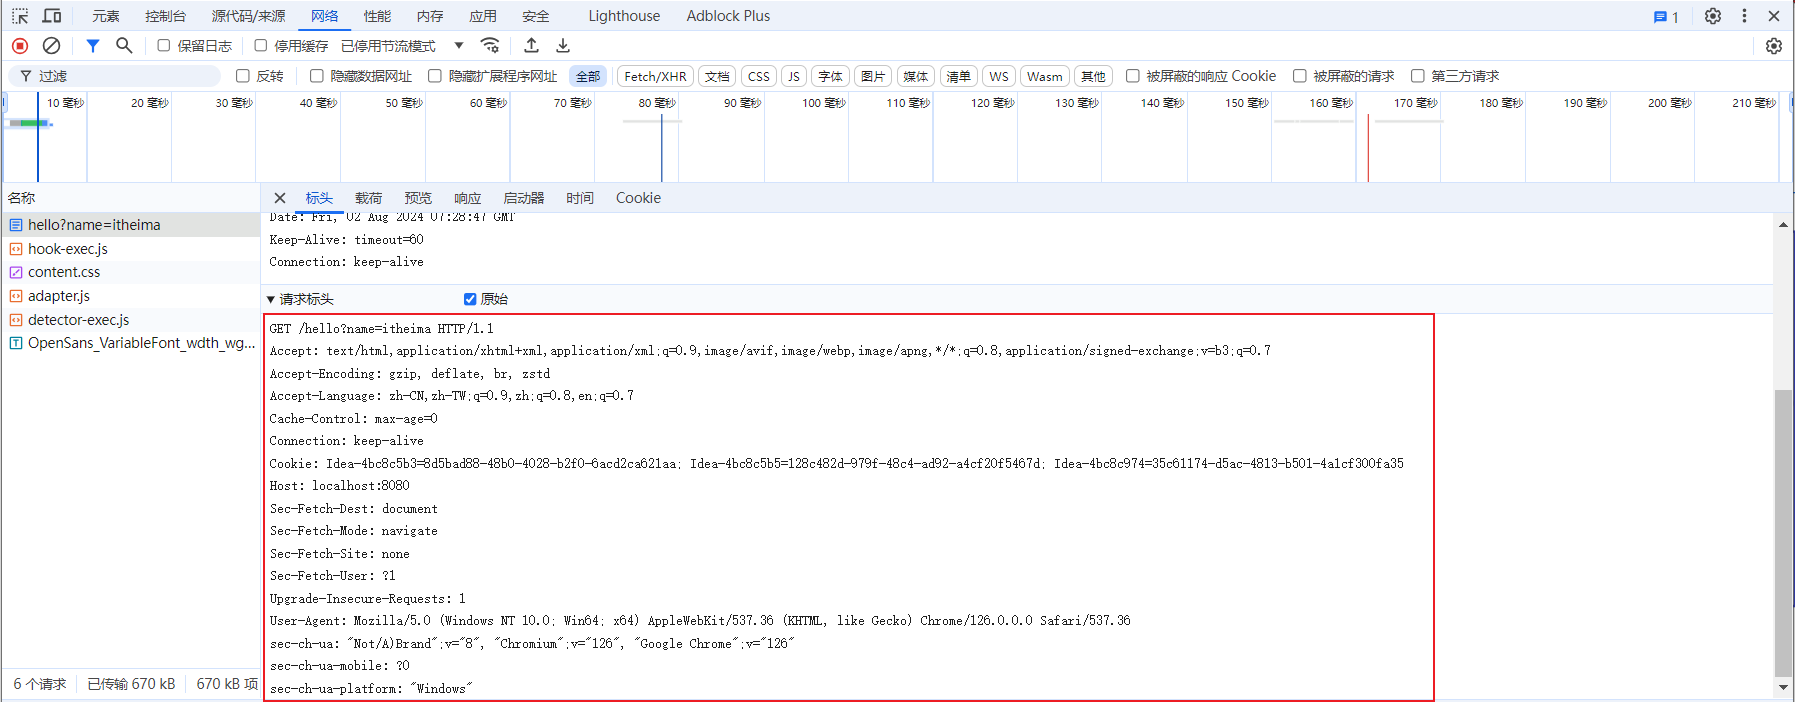 元素 控制台 源代码/来源 网络 性能 内存 应用 安全 Lighthouse Adblock Plus 1
保留日志 停用缓存 已停用节流模式
过滤 反转 隐藏数据网址 隐藏扩展程序网址 全部 Fetch/XHR 文档 CSS JS 字体 图片 媒体 清单 WS Wasm 其他 被屏蔽的响应 Cookie 被屏蔽的请求 第三方请求
10 毫秒 20 毫秒 30 毫秒 40 毫秒 50 毫秒 60 毫秒 70 毫秒 80 毫秒 90 毫秒 100 毫秒 110 毫秒 120 毫秒 130 毫秒 140 毫秒 150 毫秒 160 毫秒 170 毫秒 180 毫秒 190 毫秒 200 毫秒 210 毫秒
名称
hello?name=itheima
hook-exec.js
content.css
adapter.js
detector-exec.js
OpenSans_VariableFont_wdth_wg...
6 个请求 已传输 670 kB 670 kB 项
标头 载荷 预览 响应 启动器 时间 Cookie
Date: Fri, 02 Aug 2024 07:28:47 GMT
Keep-Alive: timeout=60
Connection: keep-alive
请求标头 原始
GET /hello?name=itheima HTTP/1.1
Accept: text/html,application/xhtml+xml,application/xml;q=0.9,image/avif,image/webp,image/apng,*/*;q=0.8,application/signed-exchange;v=b3;q=0.7
Accept-Encoding: gzip, deflate, br, zstd
Accept-Language: zh-CN,zh-TW;q=0.9,zh;q=0.8,en;q=0.7
Cache-Control: max-age=0
Connection: keep-alive
Cookie: Idea-4bc8c5b3=8d5bad88-48b0-4028-b2f0-6acd2ca621aa; Idea-4bc8c5b5=128c482d-979f-48c4-ad92-a4cf20f5467d; Idea-4bc8c974=35c61174-d5ac-4813-b501-4a1cf300fa35
Host: localhost:8080
Sec-Fetch-Dest: document
Sec-Fetch-Mode: navigate
Sec-Fetch-Site: none
Sec-Fetch-User: ?1
Upgrade-Insecure-Requests: 1
User-Agent: Mozilla/5.0 (Windows NT 10.0; Win64; x64) AppleWebKit/537.36 (KHTML, like Gecko) Chrome/126.0.0.0 Safari/537.36
sec-ch-ua: "Not/A)Brand";v="8", "Chromium";v="126", "Google Chrome";v="126"
sec-ch-ua-mobile: ?0
sec-ch-ua-platform: "Windows"